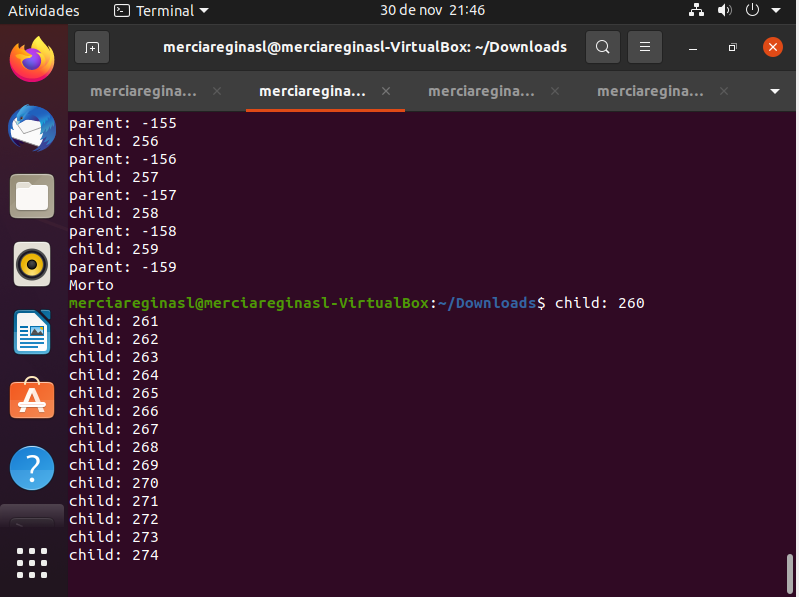 Atividades Terminal 30 de nov 21:46
merciareginasl@merciareginasl-VirtualBox: ~/Downloads
merciaregina... merciaregina... merciaregina... merciaregina...
parent: -155
child: 256
parent: -156
child: 257
parent: -157
child: 258
parent: -158
child: 259
parent: -159
Morto
merciareginasl@merciareginasl-VirtualBox:~/Downloads$ child: 260
child: 261
child: 262
child: 263
child: 264
child: 265
child: 266
child: 267
child: 268
child: 269
child: 270
child: 271
child: 272
child: 273
child: 274